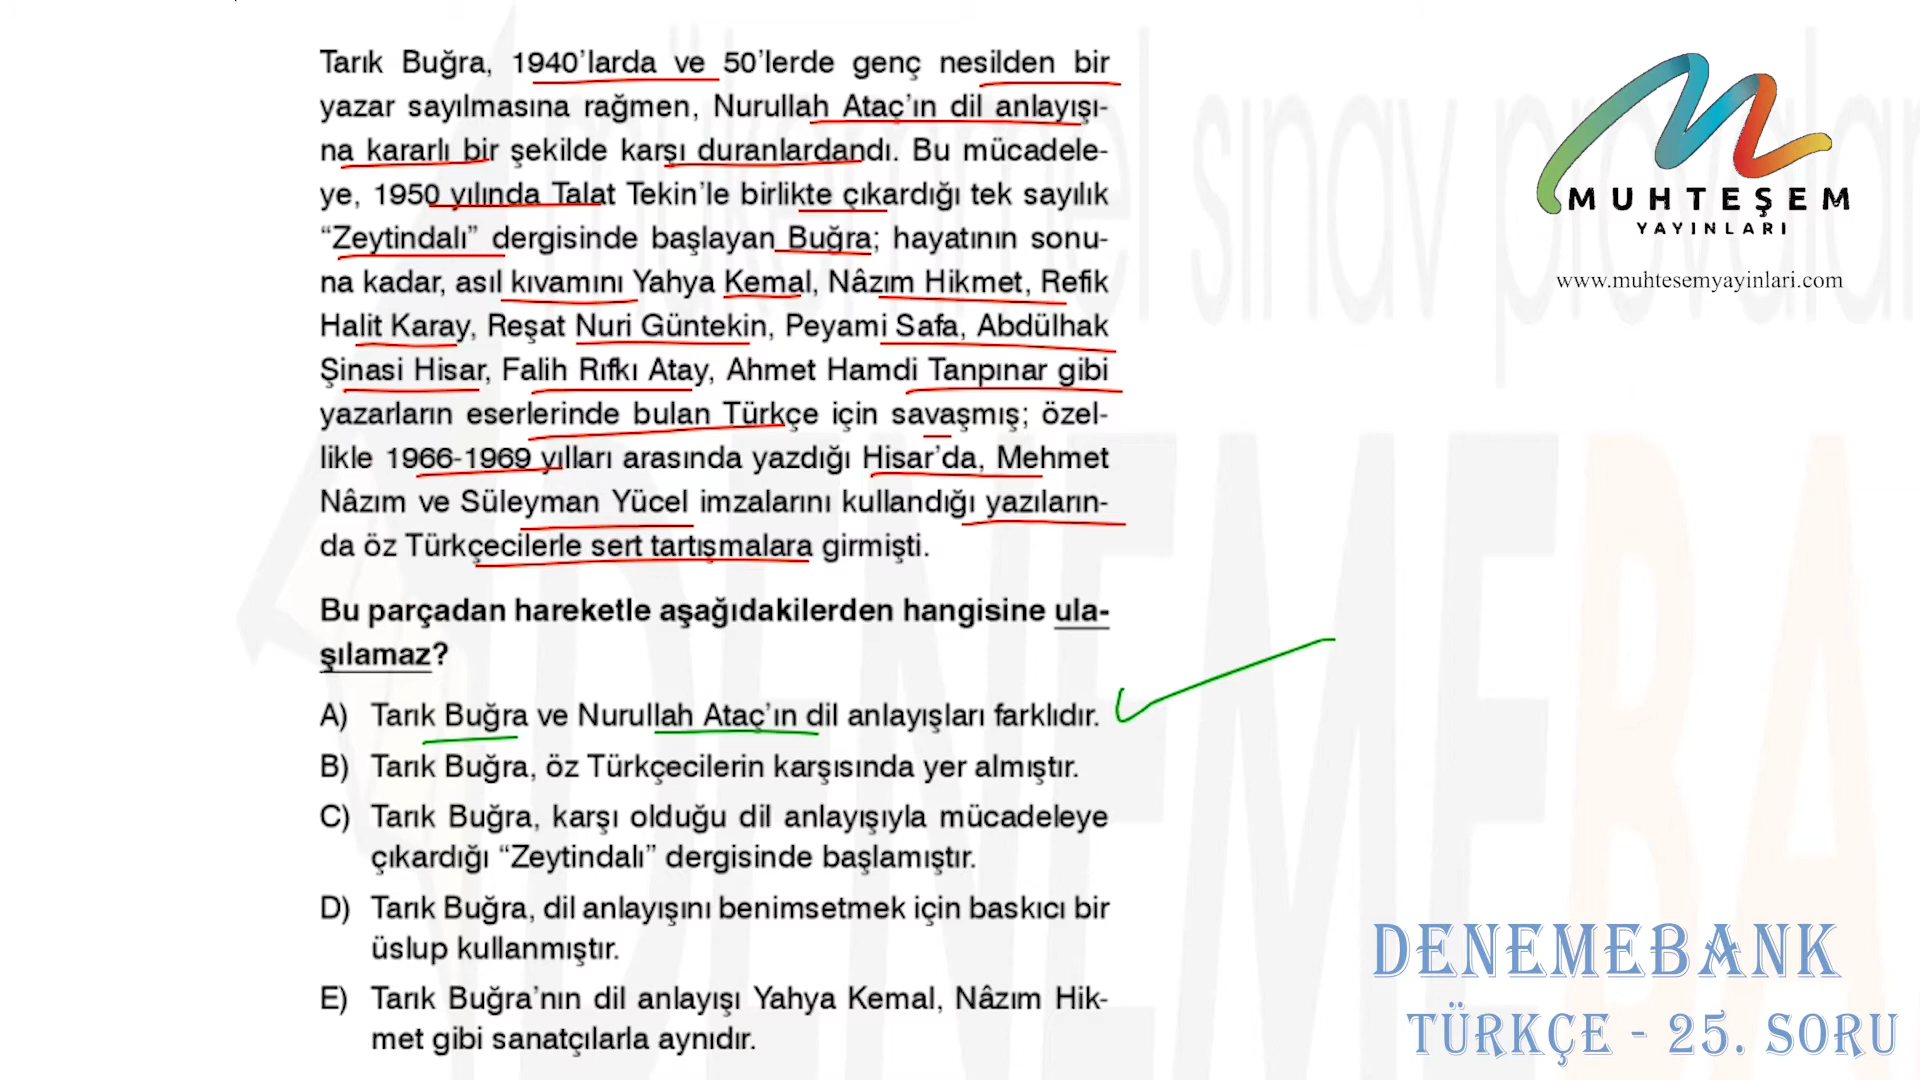 Tarık Buğra, 1940’larda ve 50’lerde genç nesilden bir
yazar sayılmasına rağmen, Nurullah Ataç’ın dil anlayışı-
na kararlı bir şekilde karşı duranlardandı. Bu mücadele-
ye, 1950 yılında Talat Tekin’le birlikte çıkardığı tek sayılık
“Zeytindalı” dergisinde başlayan Buğra; hayatının sonu-
na kadar, asıl kıvamını Yahya Kemal, Nâzım Hikmet, Refik
Halit Karay, Reşat Nuri Güntekin, Peyami Safa, Abdülhak
Şinasi Hisar, Falih Rıfkı Atay, Ahmet Hamdi Tanpınar gibi
yazarların eserlerinde bulan Türkçe için savaşmış; özel-
likle 1966-1969 yılları arasında yazdığı Hisar’da, Mehmet
Nâzım ve Süleyman Yücel imzalarını kullandığı yazıların-
da öz Türkçecilerle sert tartışmalara girmişti.
Bu parçadan hareketle aşağıdakilerden hangisine ula-
şılamaz?
A) Tarık Buğra ve Nurullah Ataç’ın dil anlayışları farklıdır.
B) Tarık Buğra, öz Türkçecilerin karşısında yer almıştır.
C) Tarık Buğra, karşı olduğu dil anlayışıyla mücadeleye
çıkardığı “Zeytindalı” dergisinde başlamıştır.
D) Tarık Buğra, dil anlayışını benimsetmek için baskıcı bir
üslup kullanmıştır.
E) Tarık Buğra’nın dil anlayışı Yahya Kemal, Nâzım Hik-
met gibi sanatçılarla aynıdır.
MUHTEŞEM
YAYINLARI
www.muhtesemyayinlari.com
DENEMEBANK
TÜRKÇE - 25. SORU
mükemmel sınav provaları
DENEMEBA